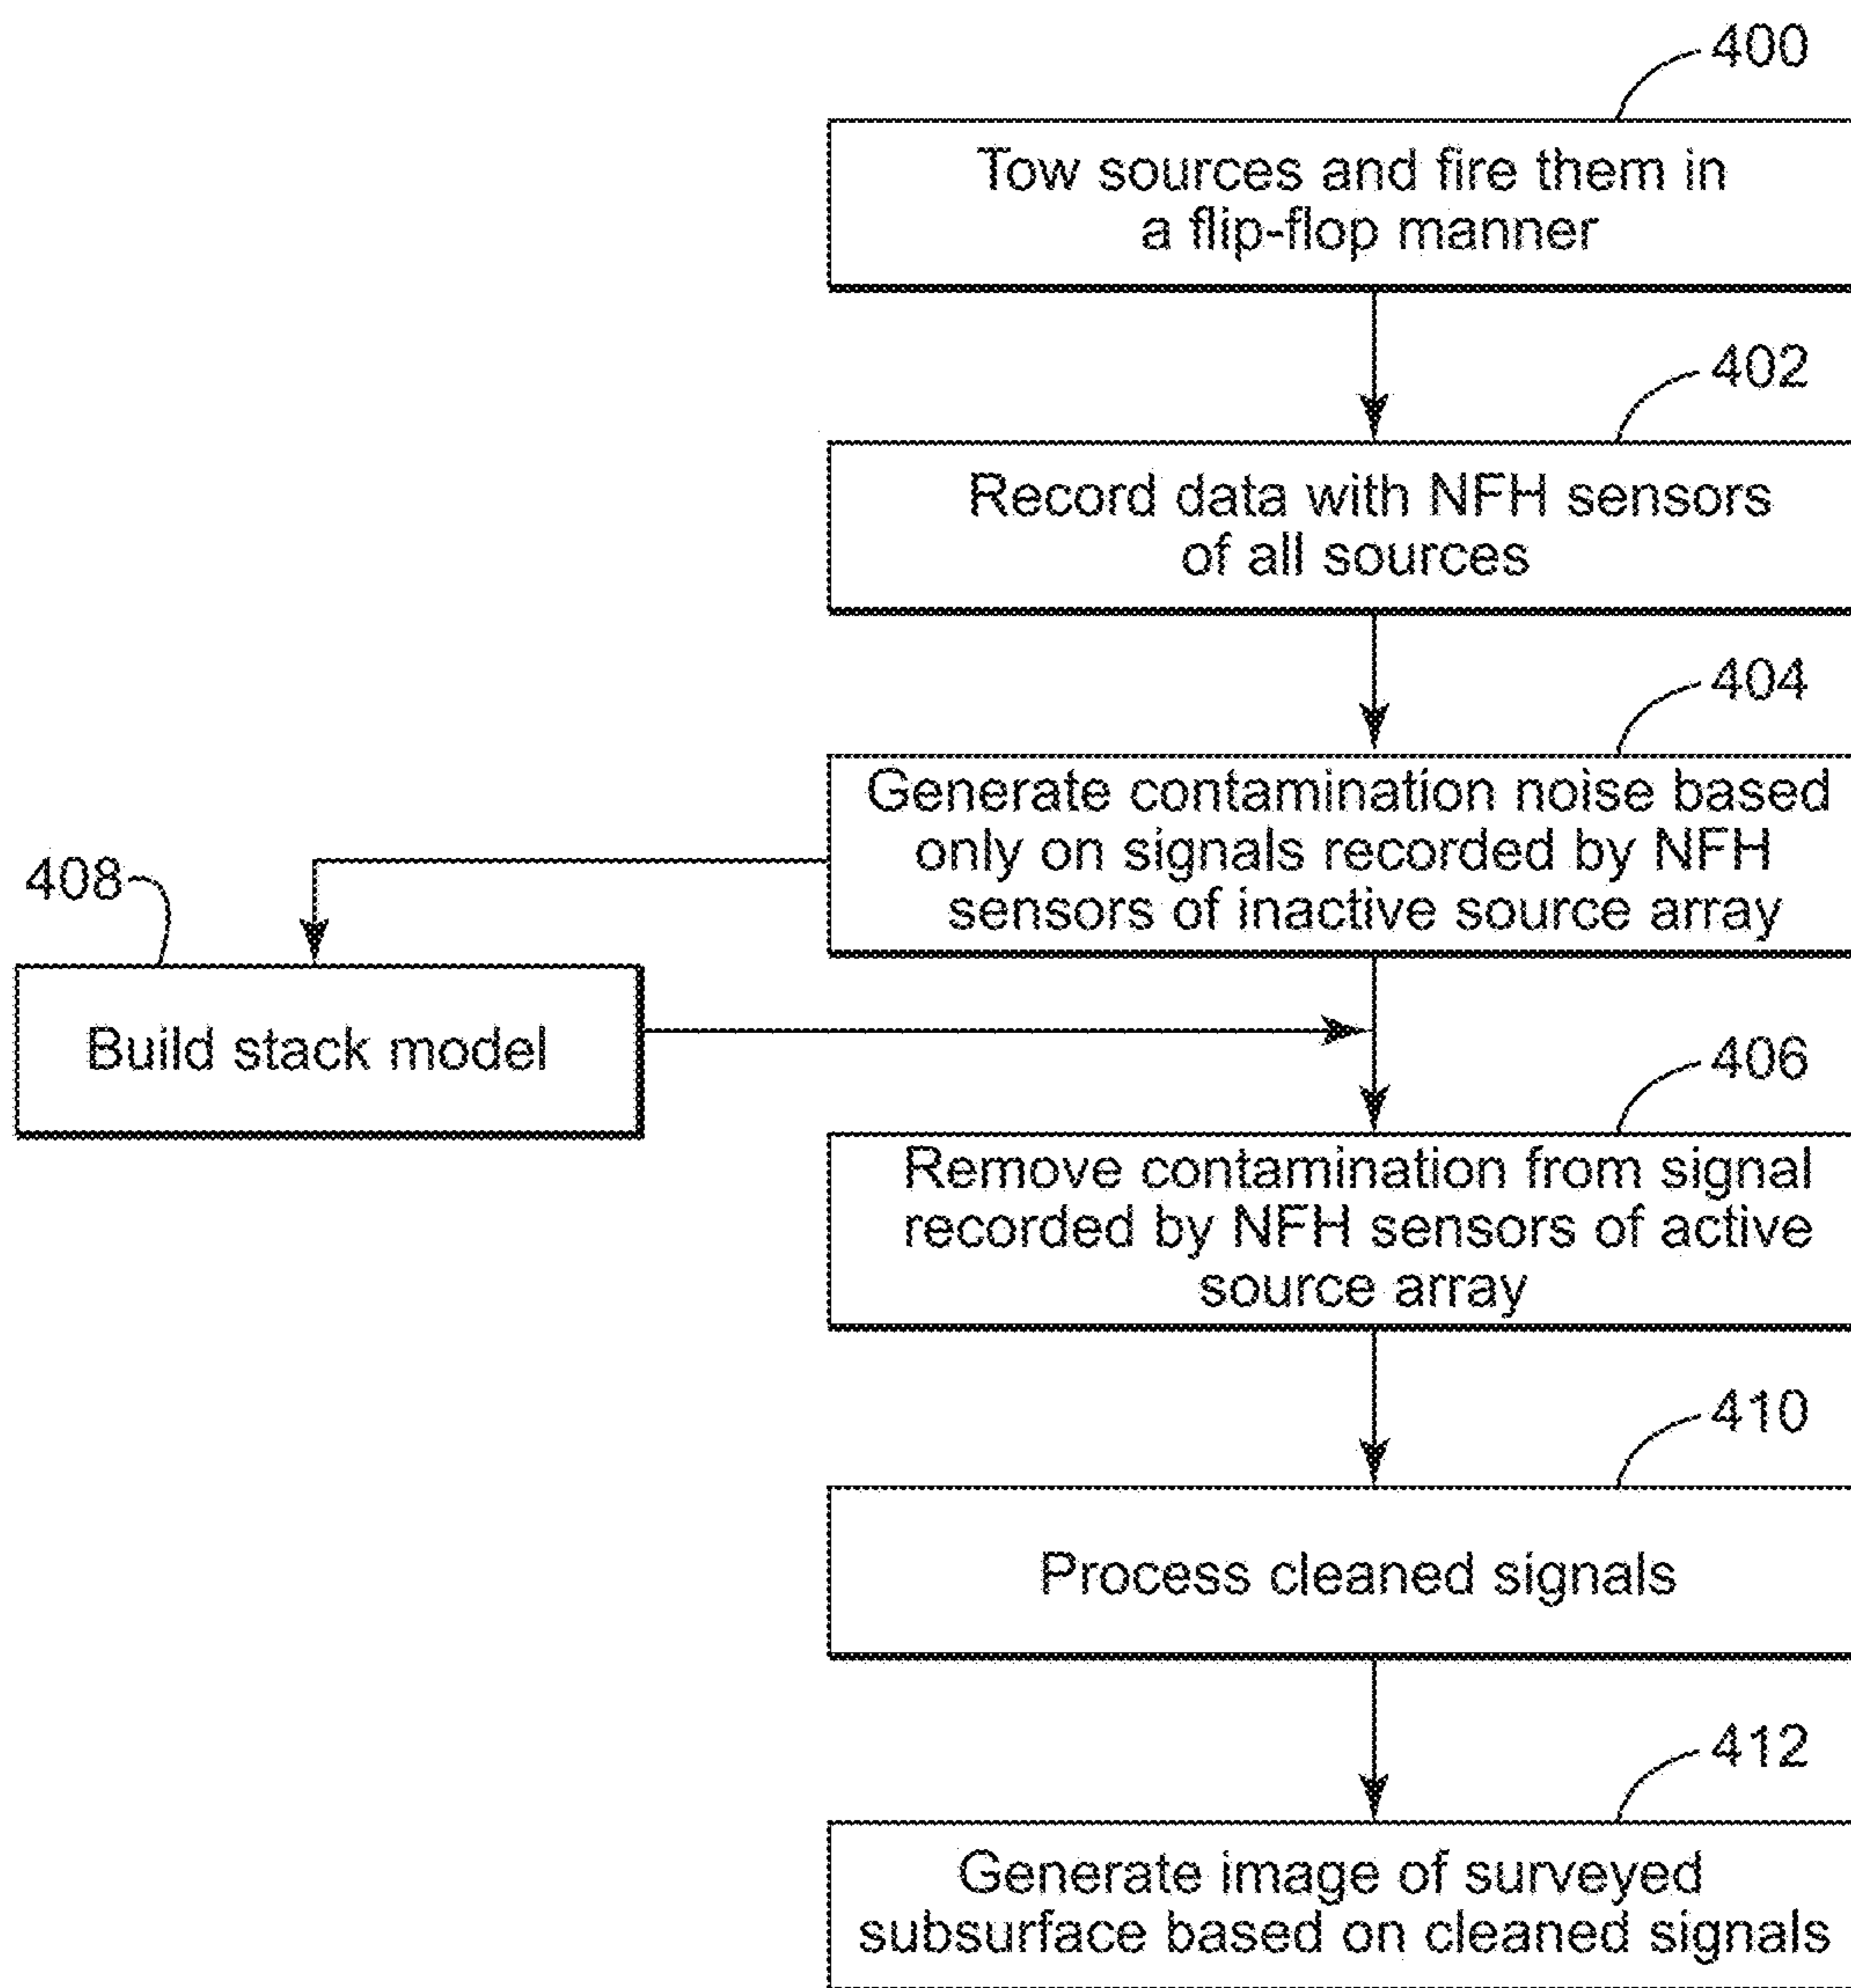 400
Tow sources and fire them in
a flip-flop manner
402
Record data with NFH sensors
of all sources
404
Generate contamination noise based
only on signals recorded by NFH
sensors of inactive source array
408
Build stack model
406
Remove contamination from signal
recorded by NFH sensors of active
source array
410
Process cleaned signals
412
Generate image of surveyed
subsurface based on cleaned signals